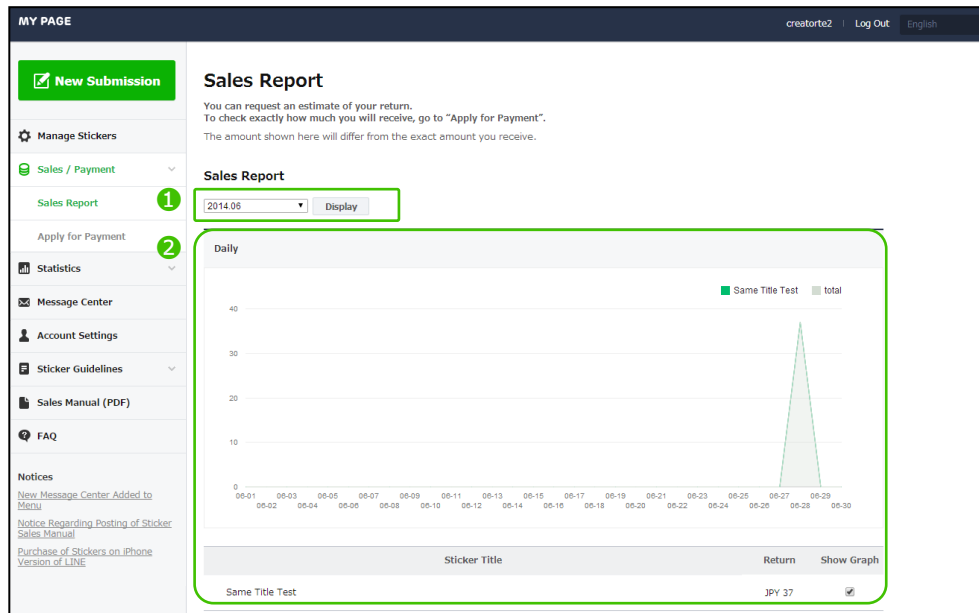 MY PAGE
creatorte2 | Log Out English
New Submission
Manage Stickers
Sales / Payment
Sales Report
Apply for Payment
Statistics
Message Center
Account Settings
Sticker Guidelines
Sales Manual (PDF)
FAQ
Notices
New Message Center Added to
Menu
Notice Regarding Posting of Sticker
Sales Manual
Purchase of Stickers on iPhone
Version of LINE
Sales Report
You can request an estimate of your return.
To check exactly how much you will receive, go to “Apply for Payment”.
The amount shown here will differ from the exact amount you receive.
Sales Report
1
2014.06 Display
2
Daily
Same Title Test total
40
30
20
10
0
06-01 06-03 06-05 06-07 06-09 06-11 06-13 06-15 06-17 06-19 06-21 06-23 06-25 06-27 06-29
06-02 06-04 06-06 06-08 06-10 06-12 06-14 06-16 06-18 06-20 06-22 06-24 06-26 06-28 06-30
Sticker Title Return Show Graph
Same Title Test JPY 37